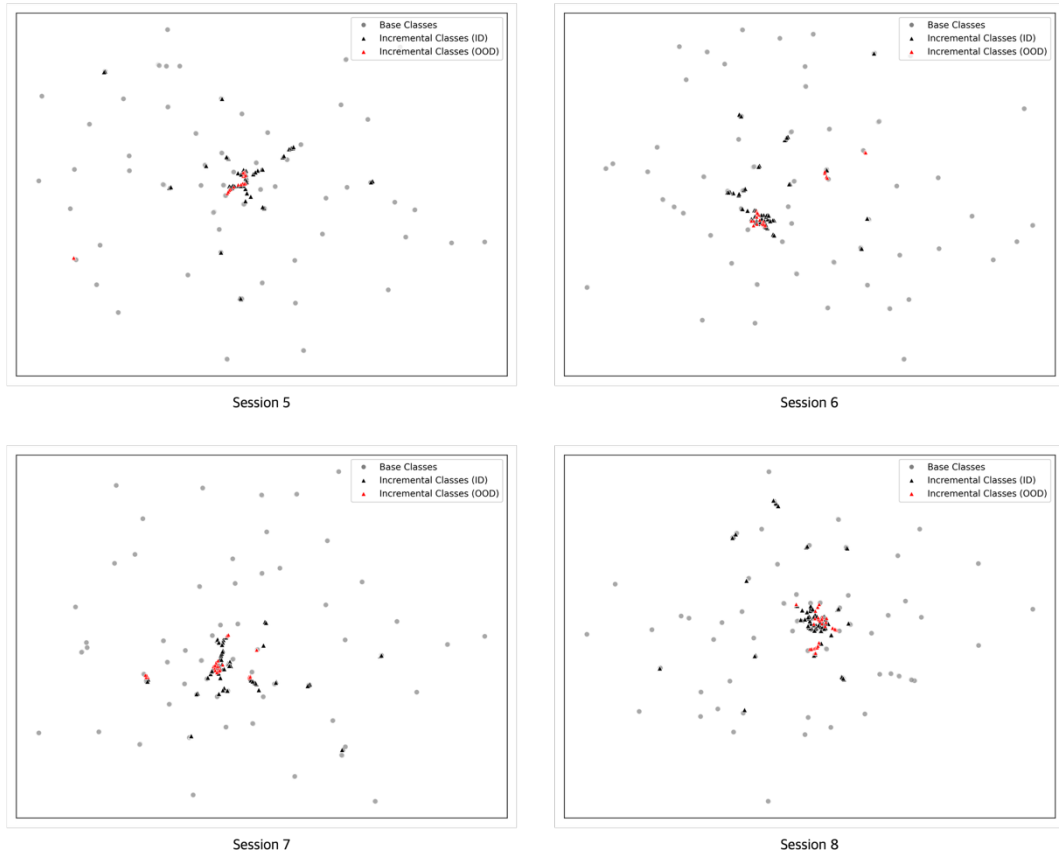 Base Classes
Incremental Classes (ID)
Incremental Classes (OOD)
Session 5
Base Classes
Incremental Classes (ID)
Incremental Classes (OOD)
Session 6
Base Classes
Incremental Classes (ID)
Incremental Classes (OOD)
Session 7
Base Classes
Incremental Classes (ID)
Incremental Classes (OOD)
Session 8